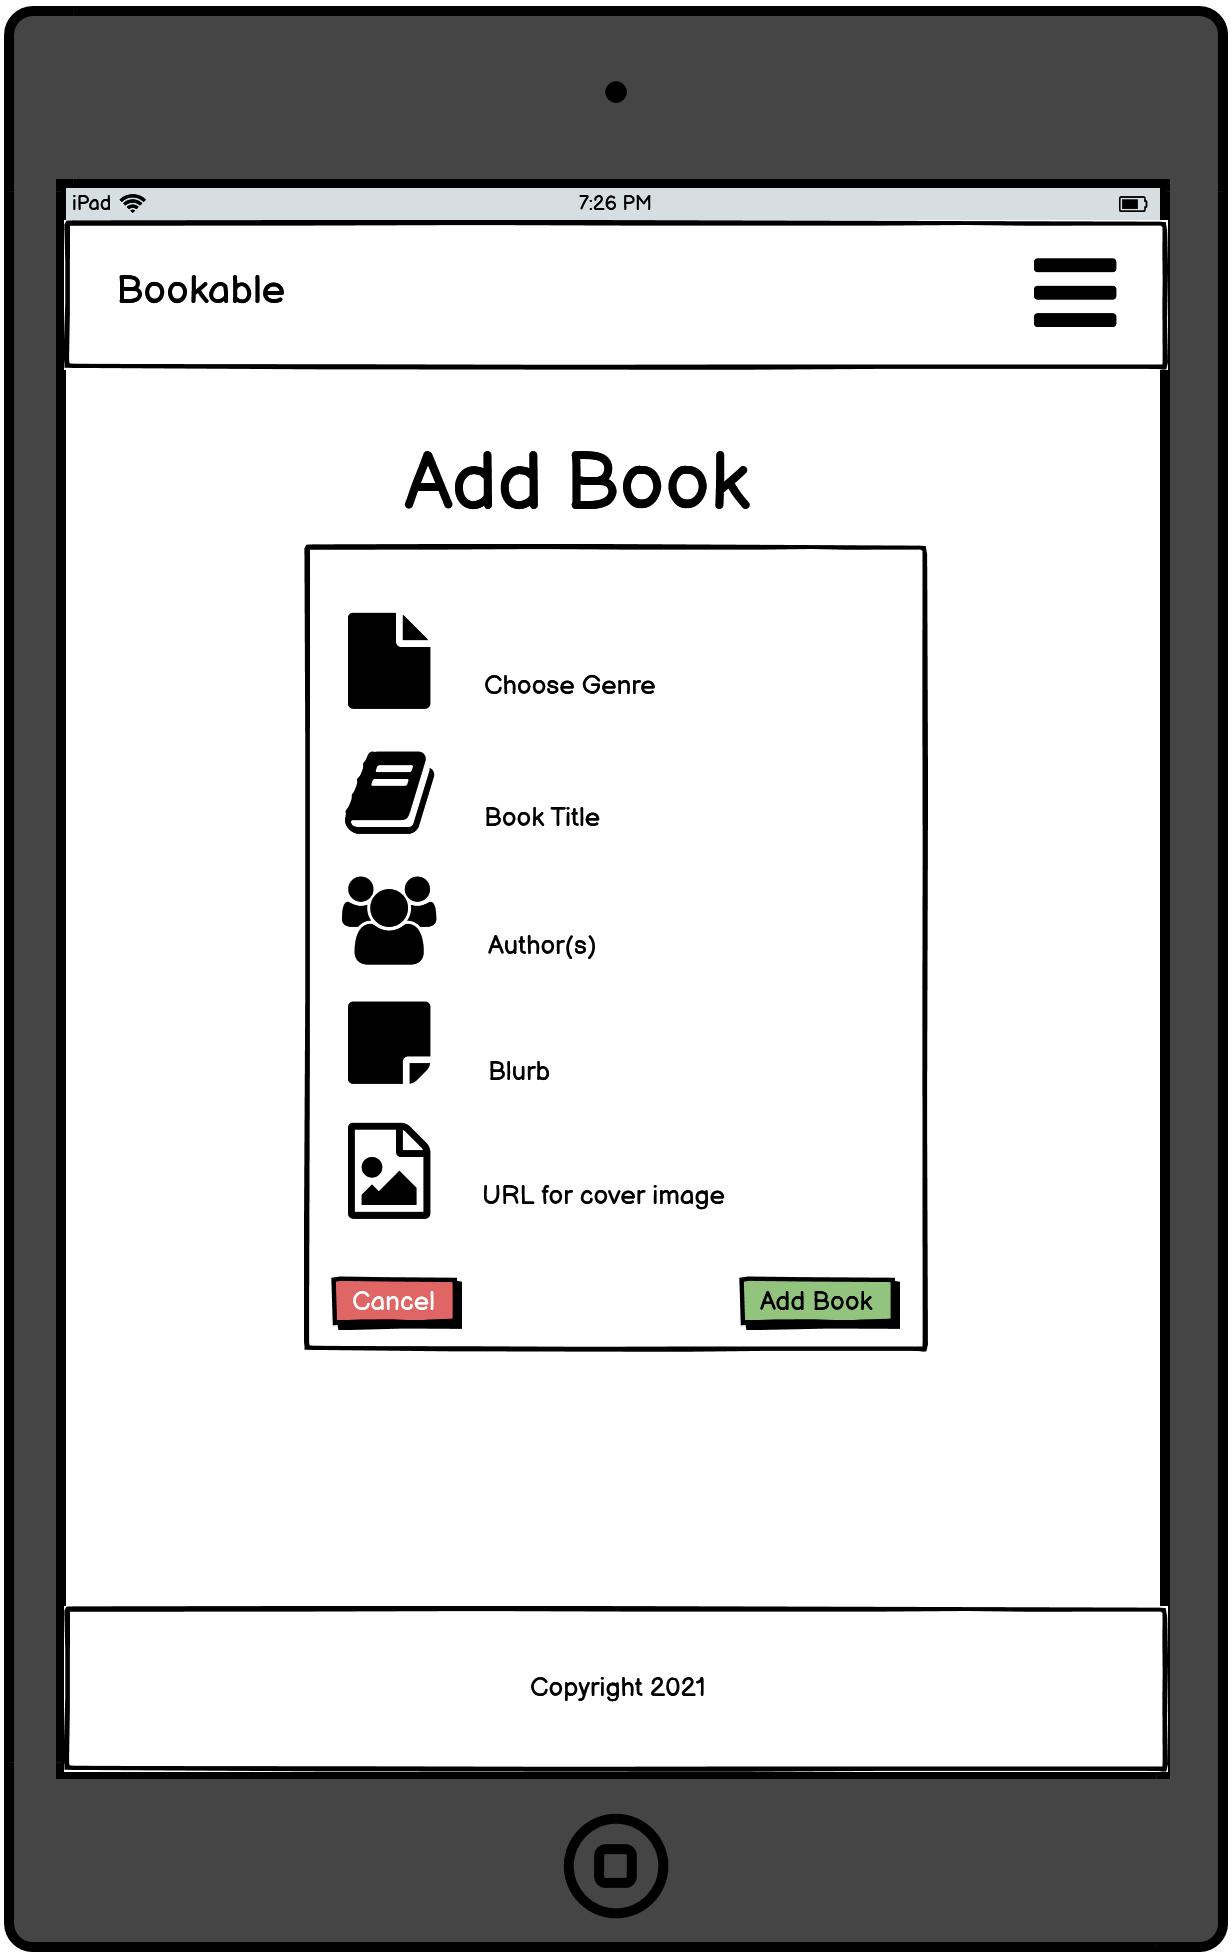 iPad 7:26 PM
Bookable
Add Book
Choose Genre
Book Title
Author(s)
Blurb
URL for cover image
Cancel Add Book
Copyright 2021